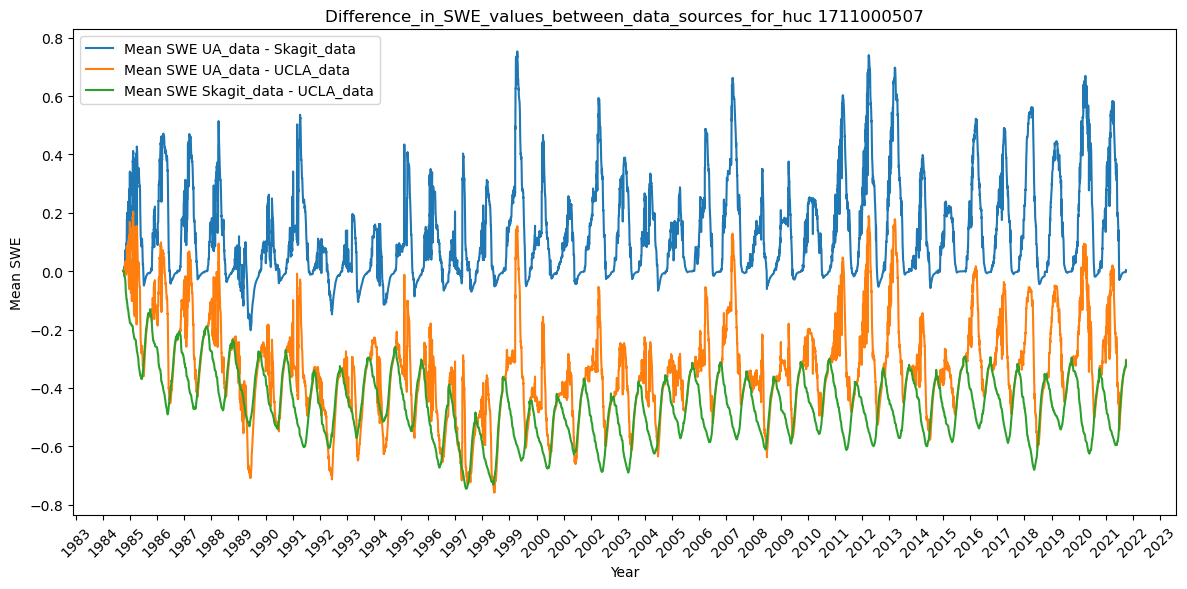 Difference_in_SWE_values_between_data_sources_for_huc 1711000507
Mean SWE UA_data - Skagit_data
Mean SWE UA_data - UCLA_data
Mean SWE Skagit_data - UCLA_data
Mean SWE
0.8
0.6
0.4
0.2
0.0
−0.2
−0.4
−0.6
−0.8
1983 1984 1985 1986 1987 1988 1989 1990 1991 1992 1993 1994 1995 1996 1997 1998 1999 2000 2001 2002 2003 2004 2005 2006 2007 2008 2009 2010 2011 2012 2013 2014 2015 2016 2017 2018 2019 2020 2021 2022 2023
Year